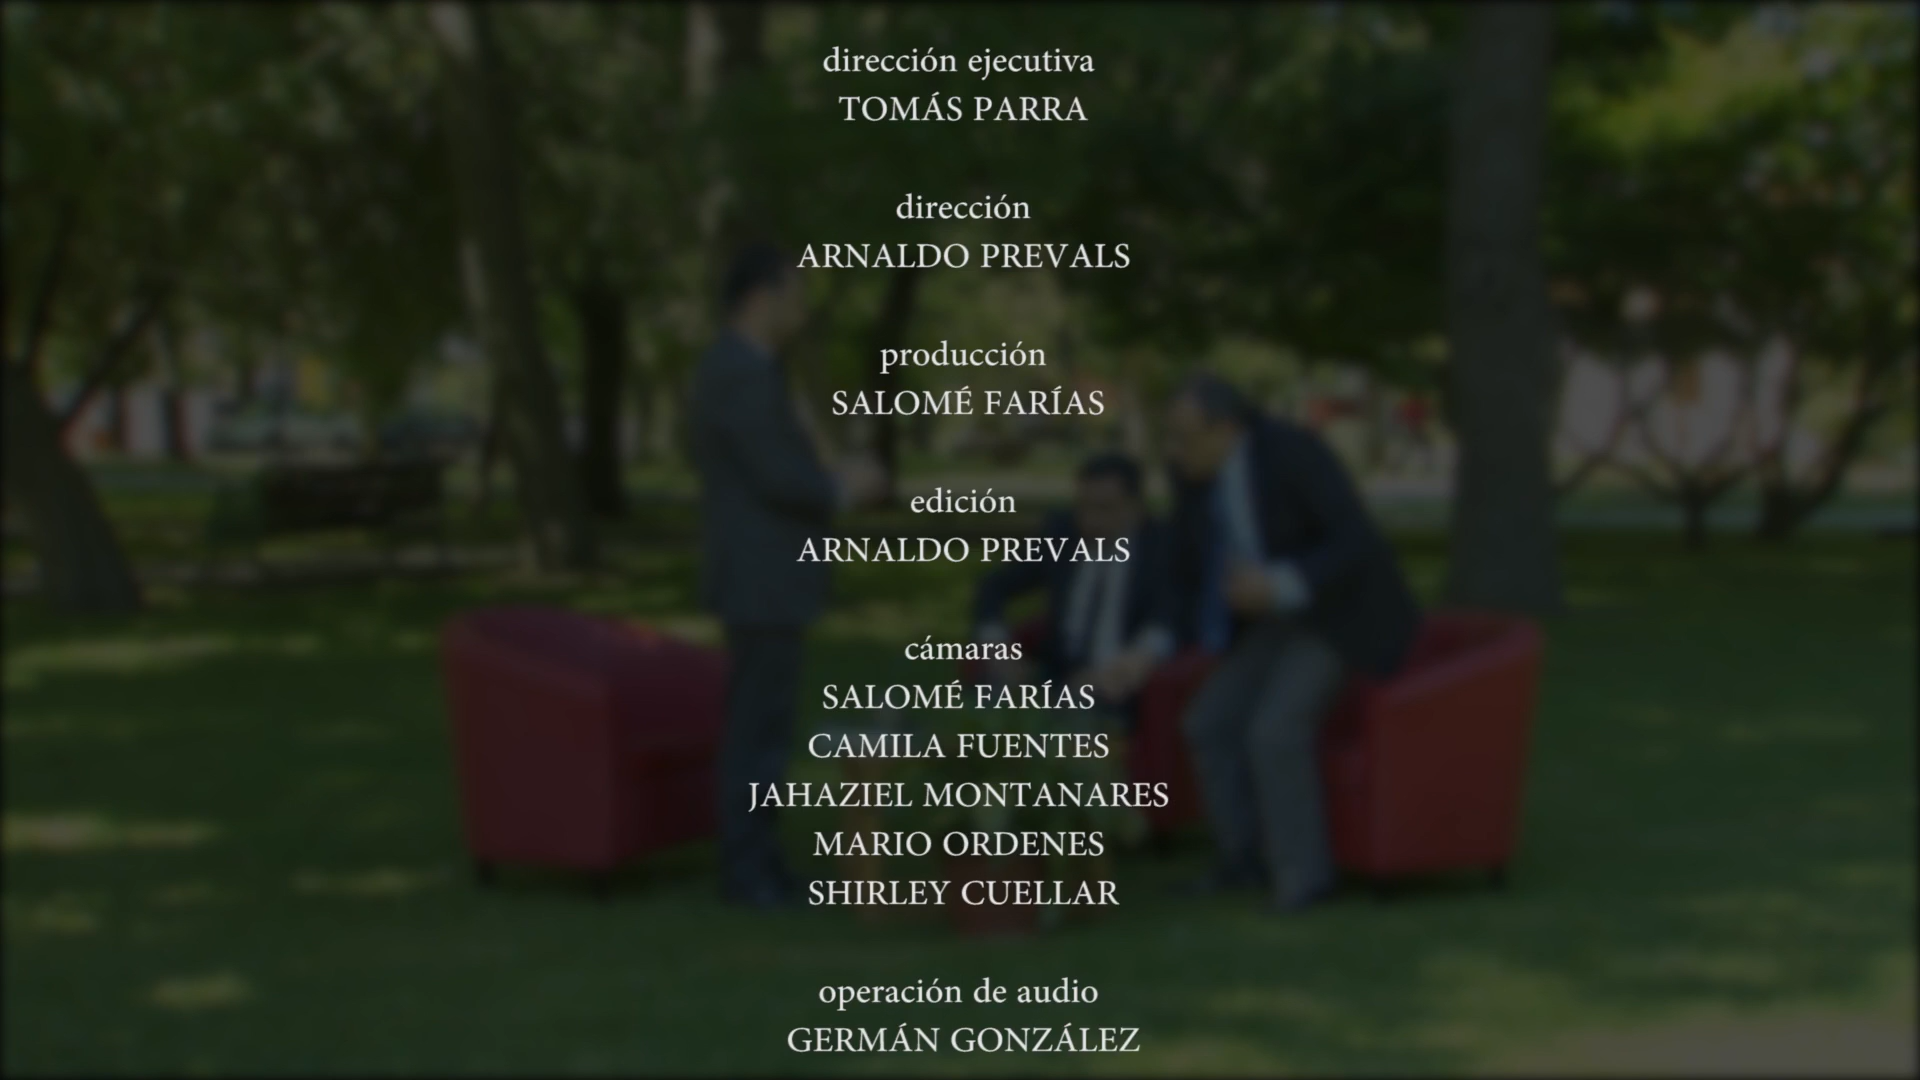 dirección ejecutiva
TOMÁS PARRA
dirección
ARNALDO PREVALS
producción
SALOMÉ FARÍAS
edición
ARNALDO PREVALS
cámaras
SALOMÉ FARÍAS
CAMILA FUENTES
JAHAZIEL MONTANARES
MARIO ORDENES
SHIRLEY CUELLAR
operación de audio
GERMÁN GONZÁLEZ